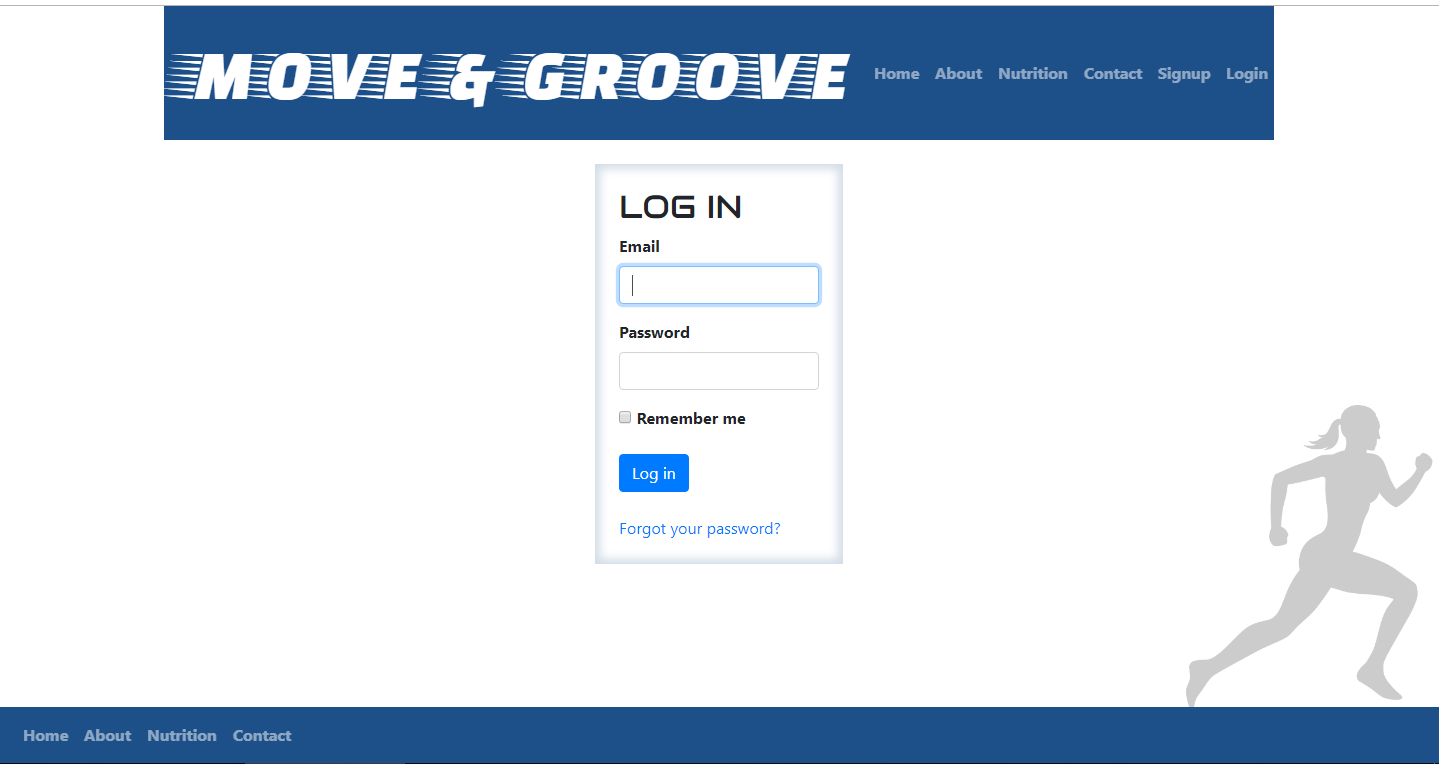 MOVE & GROOVE
Home About Nutrition Contact Signup Login
LOG IN
Email
Password
Remember me
Log in
Forgot your password?
Home About Nutrition Contact